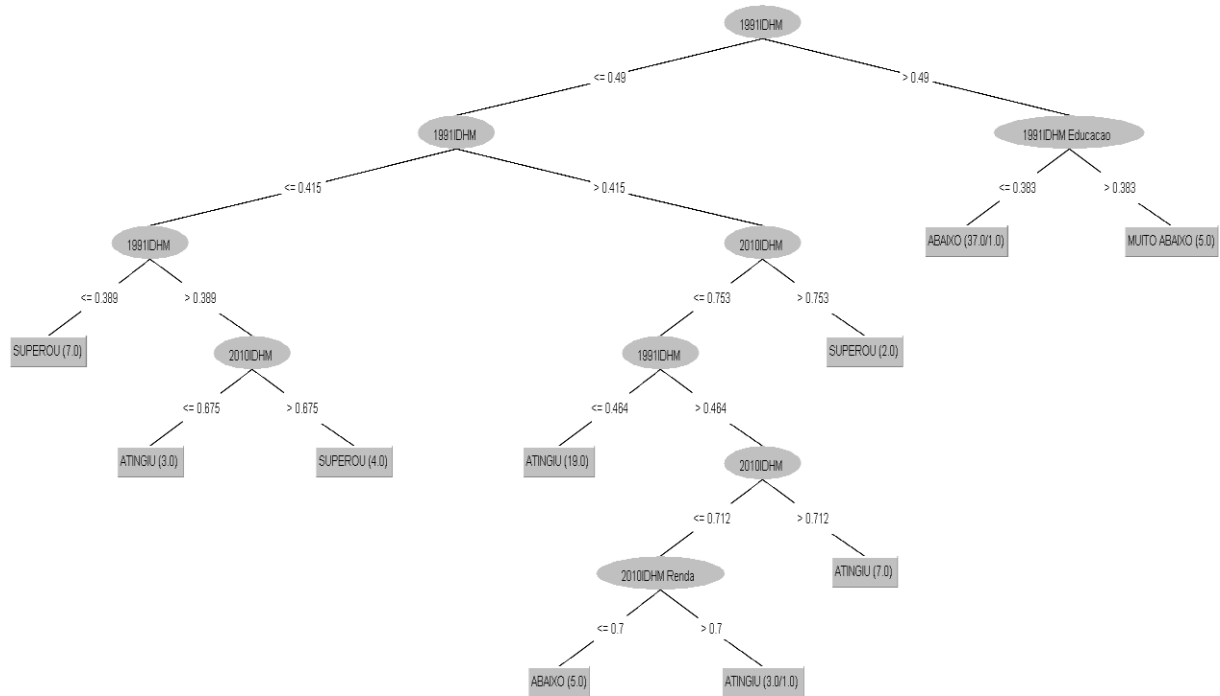 1991IDHM
<= 0.49
> 0.49
1991IDHM
1991IDHM Educacao
<= 0.415
> 0.415
<= 0.383
> 0.383
1991IDHM
2010IDHM
ABAIXO (37.0/1.0)
MUITO ABAIXO (5.0)
<= 0.389
> 0.389
<= 0.753
> 0.753
SUPEROU (7.0)
2010IDHM
1991IDHM
SUPEROU (2.0)
<= 0.675
> 0.675
<= 0.464
> 0.464
ATINGIU (3.0)
SUPEROU (4.0)
ATINGIU (19.0)
2010IDHM
<= 0.712
> 0.712
2010IDHM Renda
ATINGIU (7.0)
<= 0.7
> 0.7
ABAIXO (5.0)
ATINGIU (3.0/1.0)